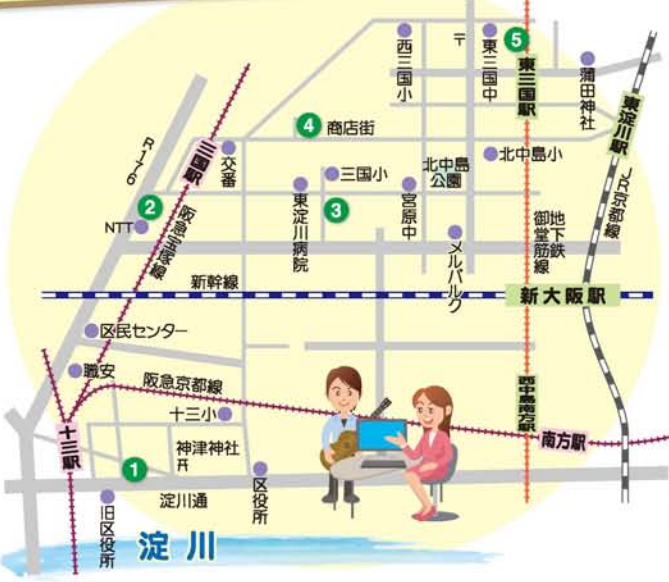 西三国小
〒
東三国中
5
東三国駅
蒲田神社
東淀川駅
JR京都線
R176
三国駅
交番
4
商店街
三国小
北中島公園
北中島小
2
NTT
阪急宝塚線
東淀川病院
3
宮原中
メルパルク
地下鉄
御堂筋線
新幹線
新大阪駅
区民センター
職安
阪急京都線
十三小
西中島南方駅
南方駅
十三駅
神津神社
1
区役所
淀川通
旧区役所
淀川